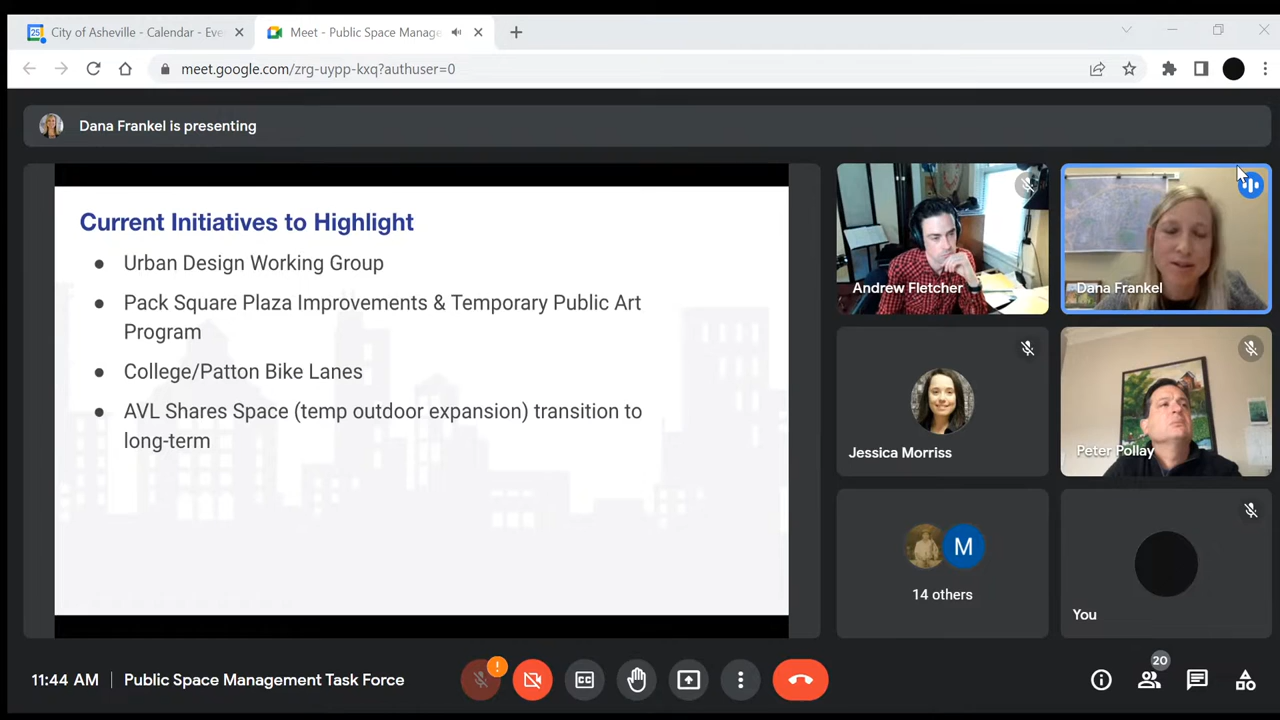 City of Asheville - Calendar - Eve
Meet - Public Space Manage
meet.google.com/zrg-uypp-kxq?authuser=0
Dana Frankel is presenting
Current Initiatives to Highlight
● Urban Design Working Group
● Pack Square Plaza Improvements & Temporary Public Art
Program
● College/Patton Bike Lanes
● AVL Shares Space (temp outdoor expansion) transition to
long-term
Andrew Fletcher
Dana Frankel
Jessica Morriss
Peter Pollay
M
14 others
You
11:44 AM | Public Space Management Task Force
!
CC
20